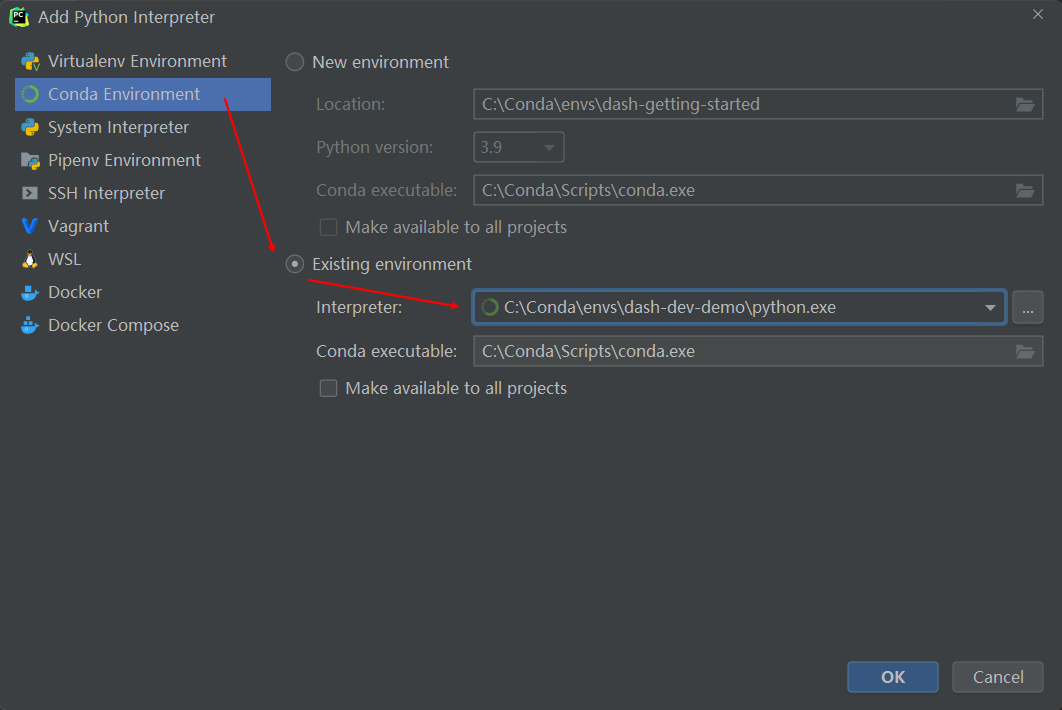 PC
Add Python Interpreter
Virtualenv Environment
Conda Environment
System Interpreter
Pipenv Environment
SSH Interpreter
Vagrant
WSL
Docker
Docker Compose
New environment
Location: C:\Conda\envs\dash-getting-started
Python version: 3.9
Conda executable: C:\Conda\Scripts\conda.exe
Make available to all projects
Existing environment
Interpreter: C:\Conda\envs\dash-dev-demo\python.exe ...
Conda executable: C:\Conda\Scripts\conda.exe
Make available to all projects
OK Cancel